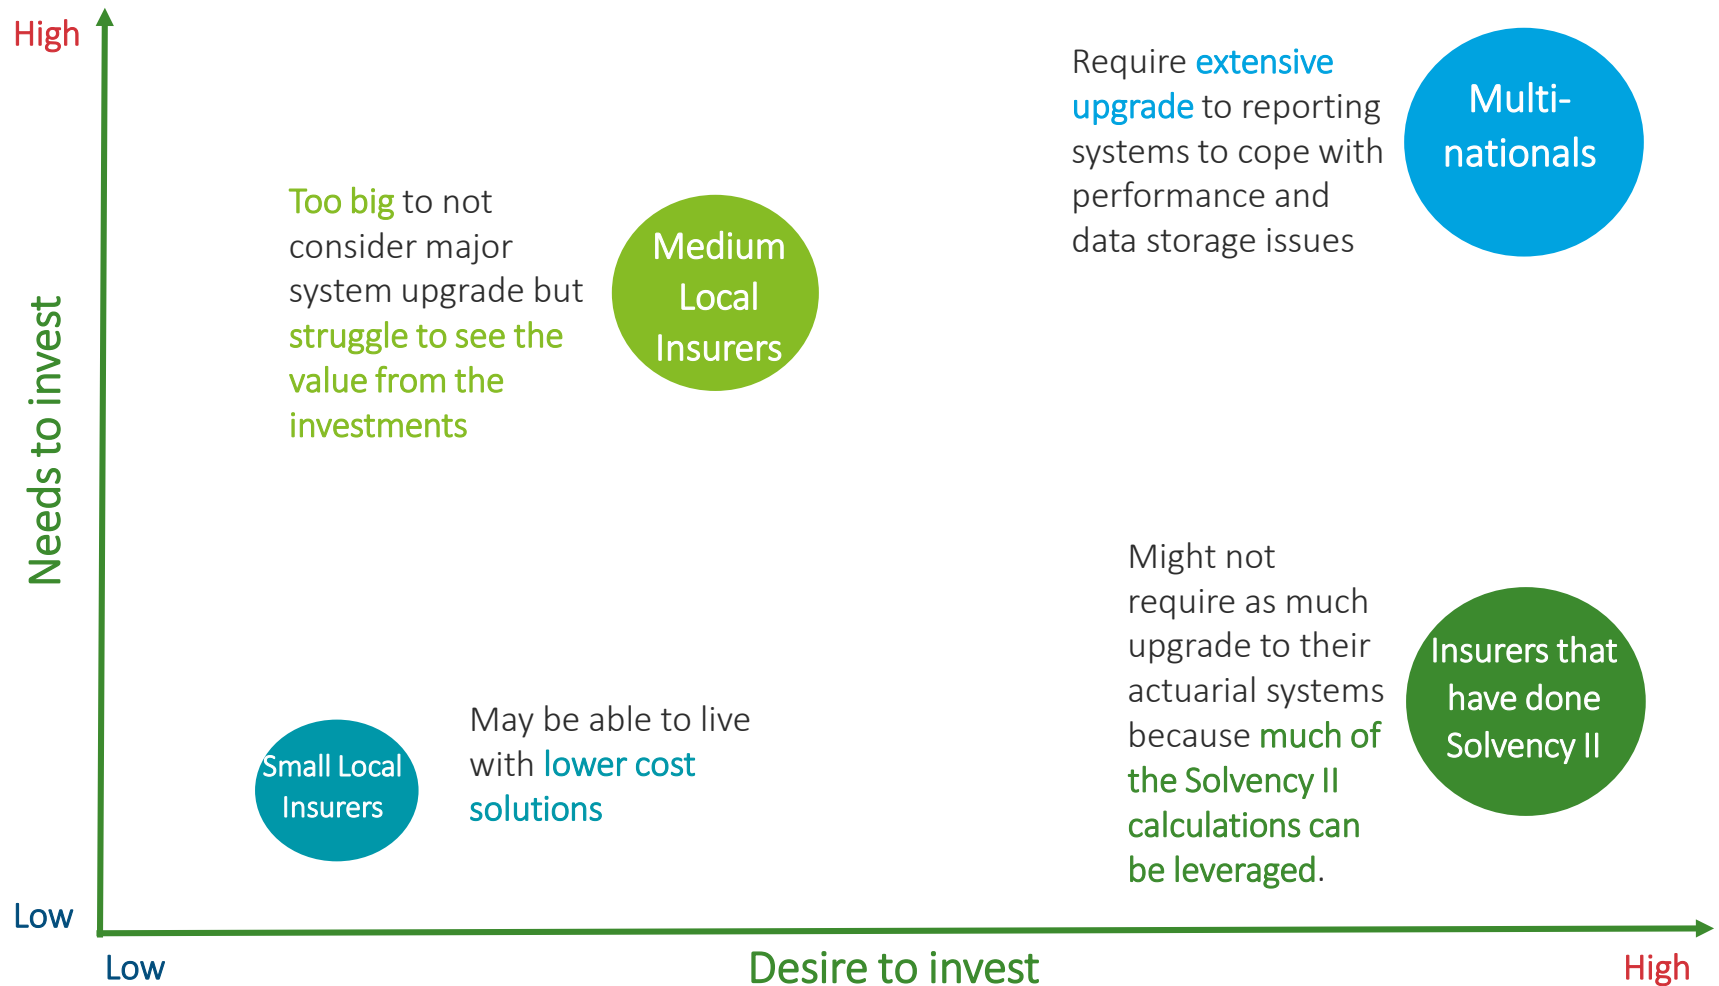 High
Require extensive
upgrade to reporting
systems to cope with
performance and
data storage issues
Multi-
nationals
Too big to not
consider major
system upgrade but
struggle to see the
value from the
investments
Medium
Local
Insurers
Needs to invest
Might not
require as much
upgrade to their
actuarial systems
because much of
the Solvency II
calculations can
be leveraged.
Insurers that
have done
Solvency II
Small Local
Insurers
May be able to live
with lower cost
solutions
Low
Low
Desire to invest
High